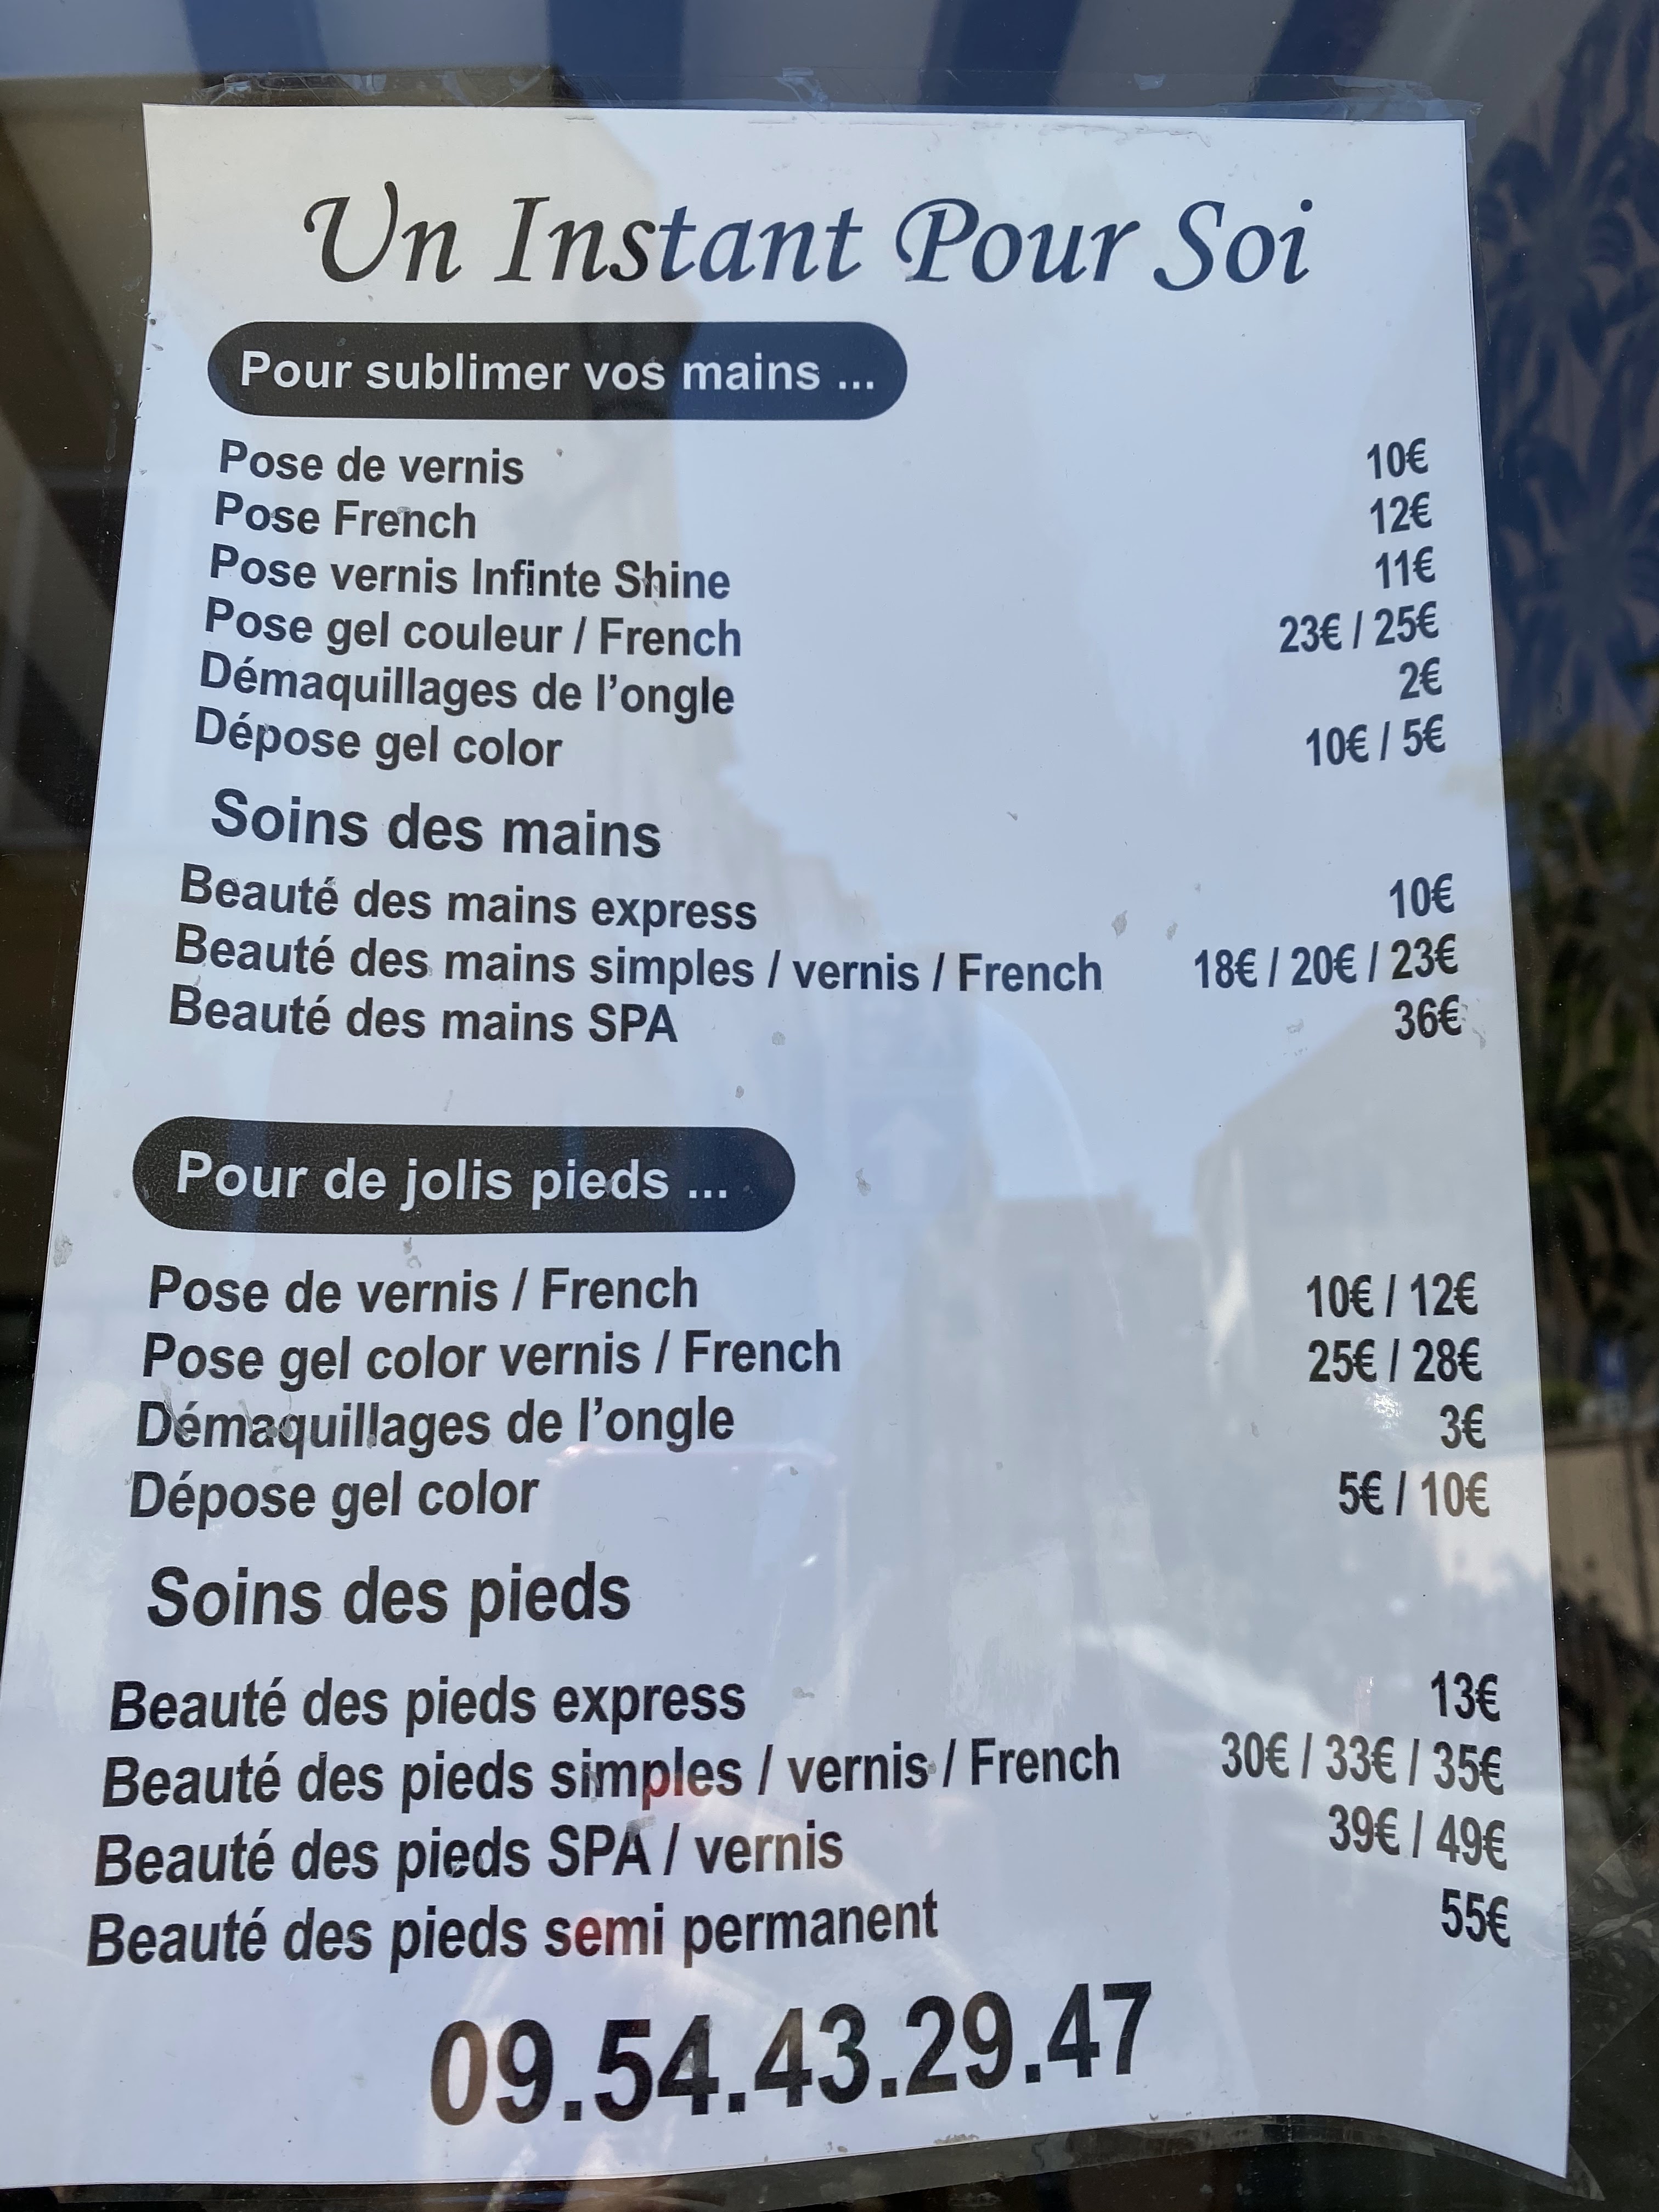 Un Instant Pour Soi
Pour sublimer vos mains ...
Pose de vernis 10€
Pose French 12€
Pose vernis Infinte Shine 11€
Pose gel couleur / French 23€ / 25€
Démaquillages de l'ongle 2€
Dépose gel color 10€ / 5€
Soins des mains
Beauté des mains express 10€
Beauté des mains simples / vernis / French 18€ / 20€ / 23€
Beauté des mains SPA 36€
Pour de jolis pieds ...
Pose de vernis / French 10€ / 12€
Pose gel color vernis / French 25€ / 28€
Démaquillages de l'ongle 3€
Dépose gel color 5€ / 10€
Soins des pieds
Beauté des pieds express 13€
Beauté des pieds simples / vernis / French 30€ / 33€ / 35€
Beauté des pieds SPA / vernis 39€ / 49€
Beauté des pieds semi permanent 55€
09.54.43.29.47